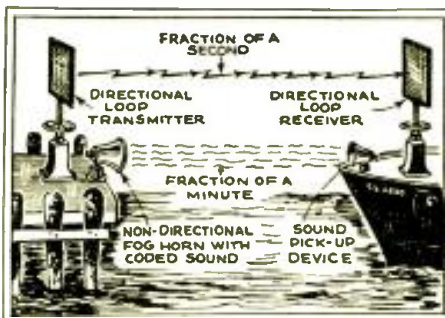 FRACTION OF A
SECOND
DIRECTIONAL
LOOP
TRANSMITTER
DIRECTIONAL
LOOP
RECEIVER
FRACTION OF A
MINUTE
NON-DIRECTIONAL
FOG HORN WITH
CODED SOUND
SOUND
PICK-UP
DEVICE